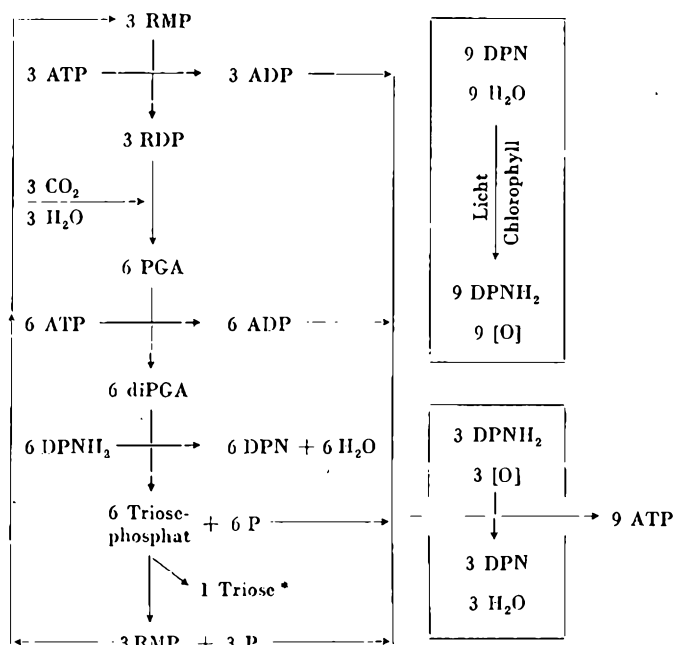 3 RMP
3 ATP 3 ADP
3 RDP
3 CO₂
3 H₂O
6 PGA
6 ATP 6 ADP
6 diPGA
6 DPNH₂ 6 DPN + 6 H₂O
6 Triose-
phosphat + 6 P
1 Triose*
3 RMP + 3 P
9 DPN
9 H₂O
Licht
Chlorophyll
9 DPNH₂
9 [O]
3 DPNH₂
3 [O]
9 ATP
3 DPN
3 H₂O